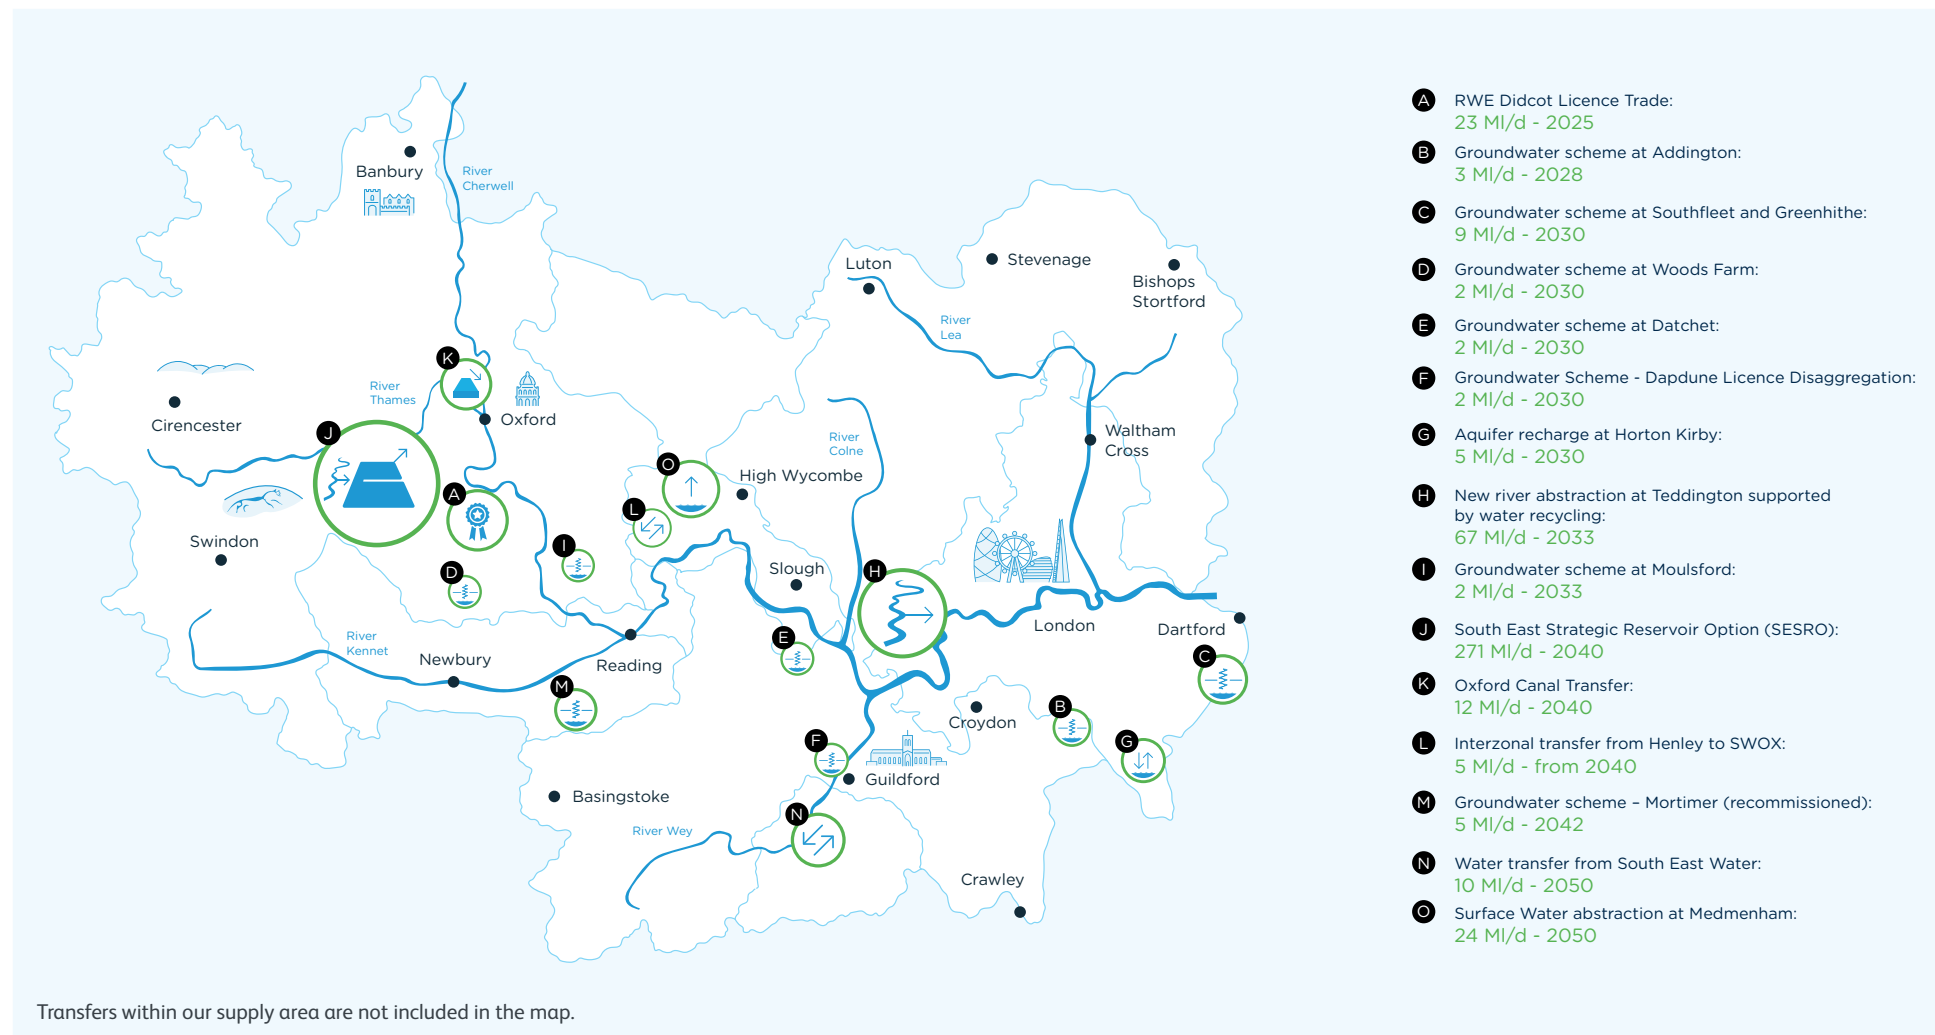 Banbury
River
Cherwell
Luton
Stevenage
Bishops
Stortford
River
Lea
K
River
Thames
Cirencester
Oxford
J
River
Colne
Waltham
Cross
O
High Wycombe
A
L
Swindon
I
D
Slough
H
London
Dartford
River
Kennet
Newbury
Reading
E
C
M
Croydon
B
F
G
Guildford
Basingstoke
N
River Wey
Crawley
A RWE Didcot Licence Trade:
23 Ml/d - 2025
B Groundwater scheme at Addington:
3 Ml/d - 2028
C Groundwater scheme at Southfleet and Greenhithe:
9 Ml/d - 2030
D Groundwater scheme at Woods Farm:
2 Ml/d - 2030
E Groundwater scheme at Datchet:
2 Ml/d - 2030
F Groundwater Scheme - Dapdune Licence Disaggregation:
2 Ml/d - 2030
G Aquifer recharge at Horton Kirby:
5 Ml/d - 2030
H New river abstraction at Teddington supported
by water recycling:
67 Ml/d - 2033
I Groundwater scheme at Moulsford:
2 Ml/d - 2033
J South East Strategic Reservoir Option (SESRO):
271 Ml/d - 2040
K Oxford Canal Transfer:
12 Ml/d - 2040
L Interzonal transfer from Henley to SWOX:
5 Ml/d - from 2040
M Groundwater scheme – Mortimer (recommissioned):
5 Ml/d - 2042
N Water transfer from South East Water:
10 Ml/d - 2050
O Surface Water abstraction at Medmenham:
24 Ml/d - 2050
Transfers within our supply area are not included in the map.